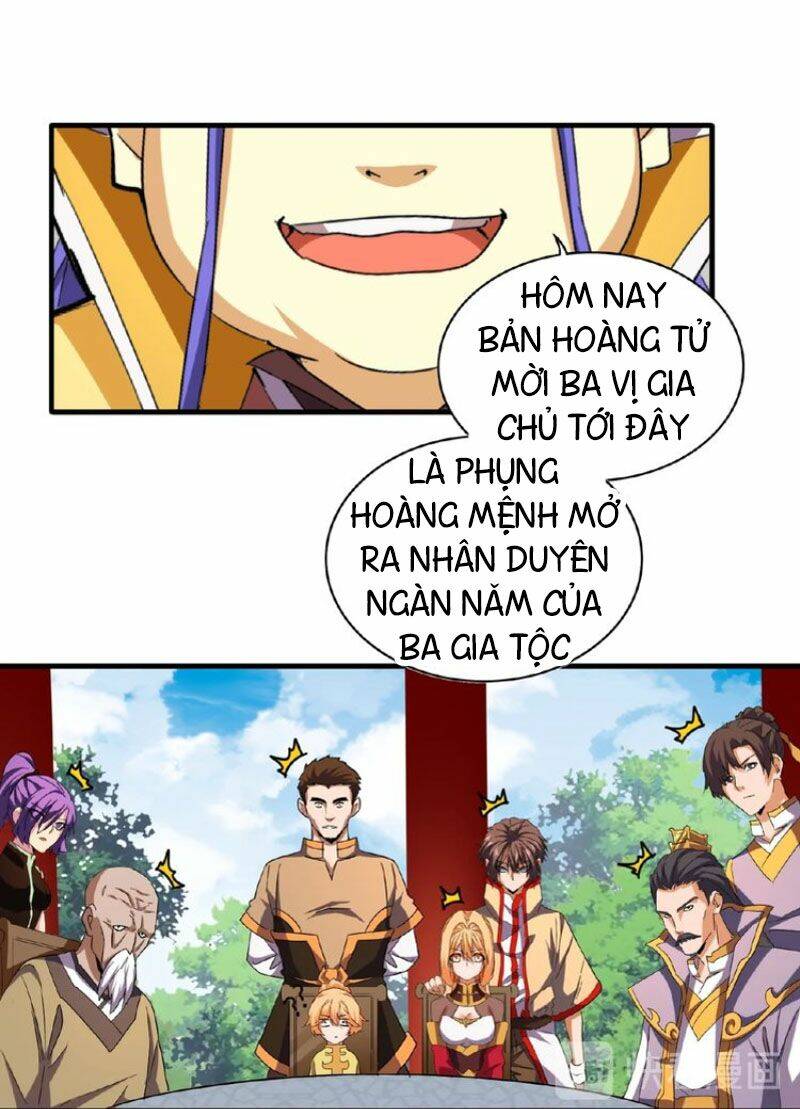 HÔM NAY
BẢN HOÀNG TỬ
MỜI BA VỊ GIA
CHỦ TỚI ĐÂY
LÀ PHỤNG
HOÀNG MỆNH MỞ
RA NHÂN DUYÊN
NGÀN NĂM CỦA
BA GIA TỘC